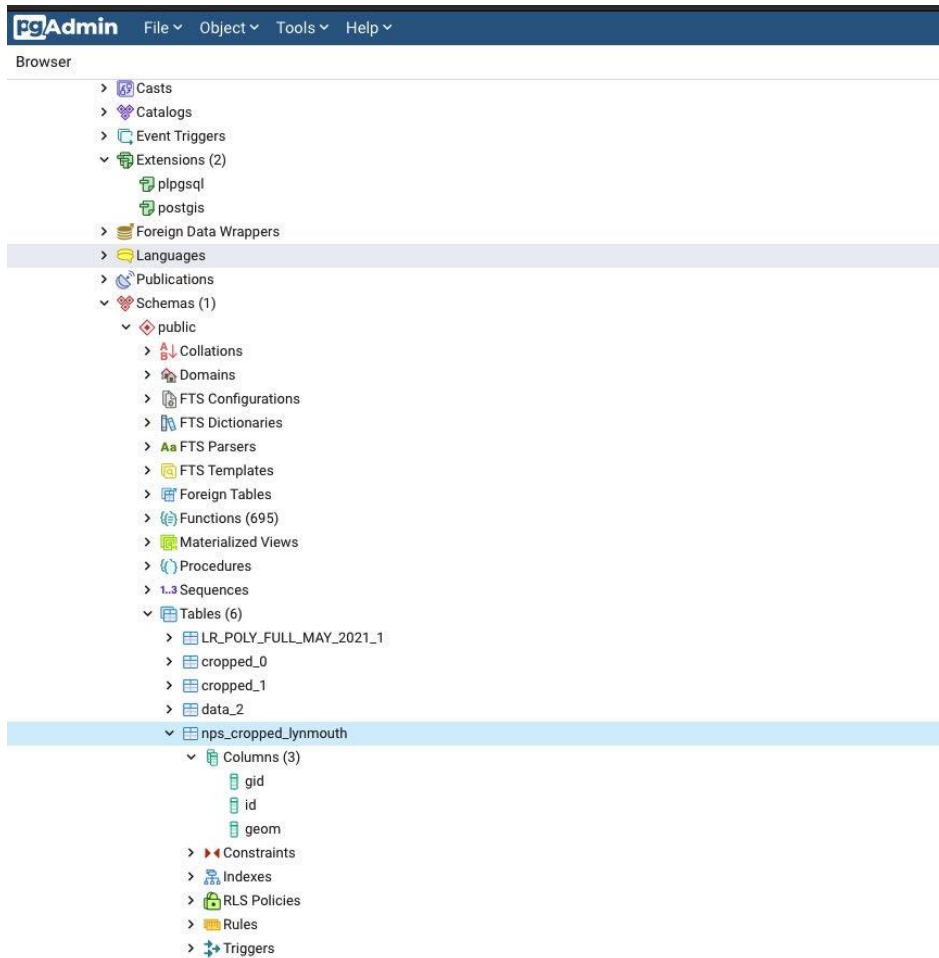 pgAdmin File Object Tools Help
Browser
Casts
Catalogs
Event Triggers
Extensions (2)
plpgsql
postgis
Foreign Data Wrappers
Languages
Publications
Schemas (1)
public
Collations
Domains
FTS Configurations
FTS Dictionaries
Aa FTS Parsers
FTS Templates
Foreign Tables
Functions (695)
Materialized Views
Procedures
1..3 Sequences
Tables (6)
LR_POLY_FULL_MAY_2021_1
cropped_0
cropped_1
data_2
nps_cropped_lynmouth
Columns (3)
gid
id
geom
Constraints
Indexes
RLS Policies
Rules
Triggers